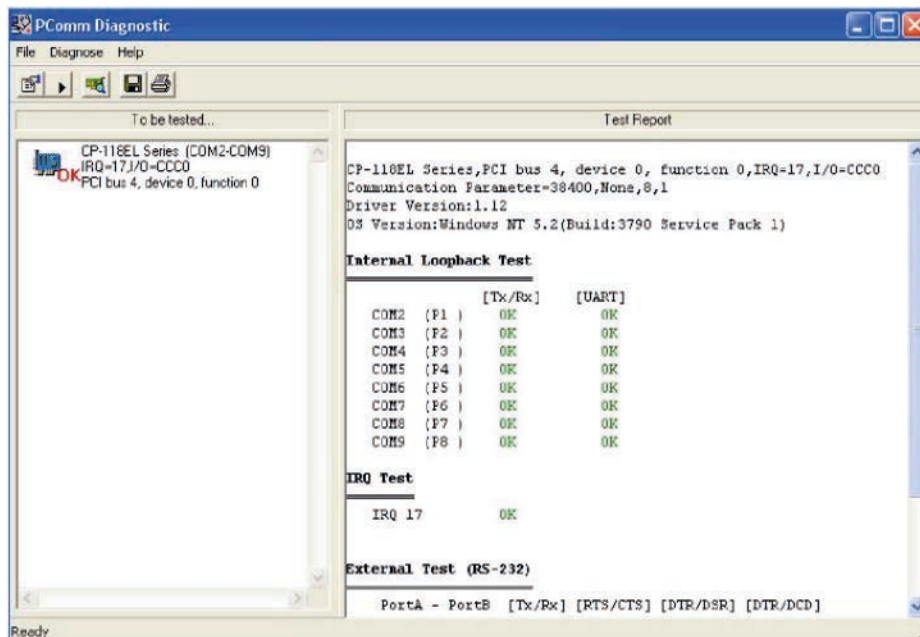 PComm Diagnostic
File Diagnose Help
To be tested...
CP-118EL Series (COM2-COM9)
IRQ=17,I/O=CCC0
PCI bus 4, device 0, function 0
OK
Test Report
CP-118EL Series,PCI bus 4, device 0, function 0,IRQ=17,I/O=CCC0
Communication Parameter=38400,None,8,1
Driver Version:1.12
OS Version:Windows NT 5.2(Build:3790 Service Pack 1)
Internal Loopback Test
[Tx/Rx] [UART]
COM2 (P1 ) OK OK
COM3 (P2 ) OK OK
COM4 (P3 ) OK OK
COM5 (P4 ) OK OK
COM6 (P5 ) OK OK
COM7 (P6 ) OK OK
COM8 (P7 ) OK OK
COM9 (P8 ) OK OK
IRQ Test
IRQ 17 OK
External Test (RS-232)
PortA - PortB [Tx/Rx] [RTS/CTS] [DTR/DSR] [DTR/DCD]
Ready